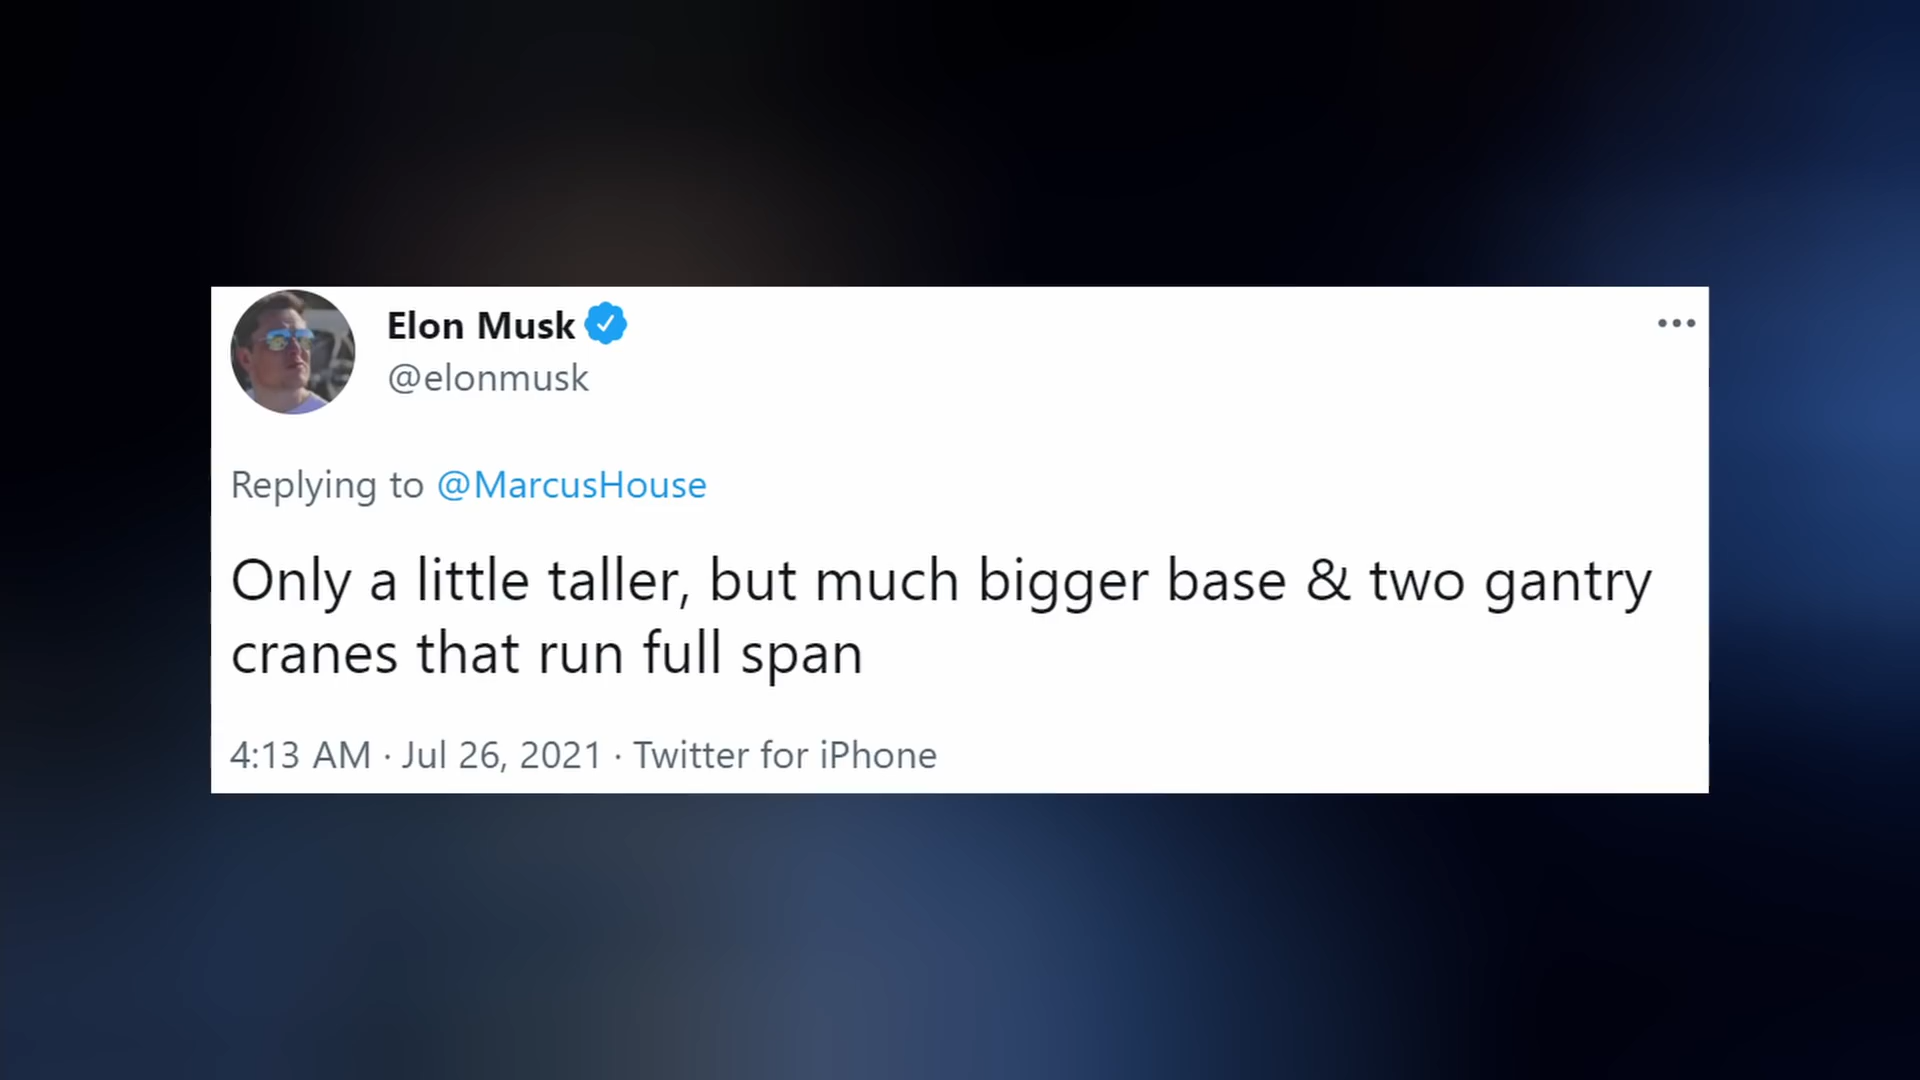 Elon Musk
@elonmusk
Replying to @MarcusHouse
Only a little taller, but much bigger base & two gantry
cranes that run full span
4:13 AM · Jul 26, 2021 · Twitter for iPhone